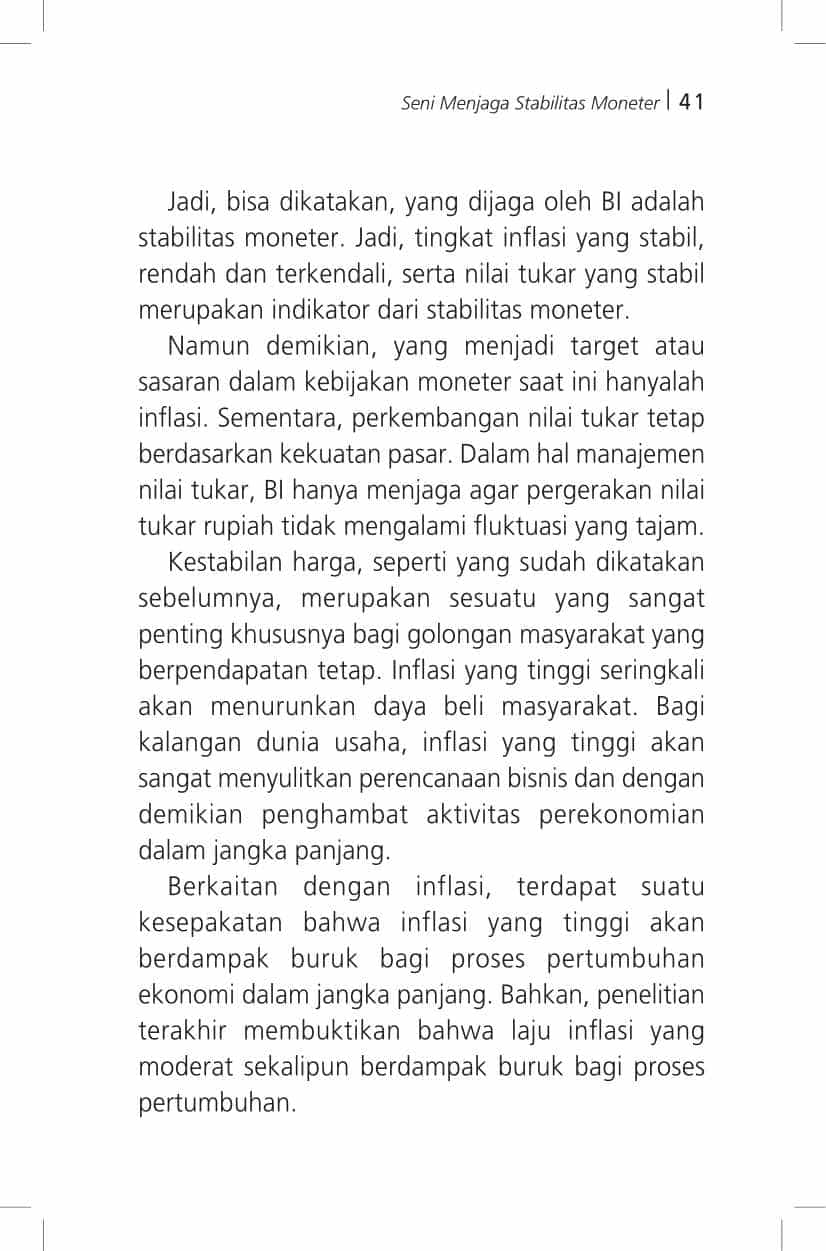 Seni Menjaga Stabilitas Moneter | 41
Jadi, bisa dikatakan, yang dijaga oleh BI adalah
stabilitas moneter. Jadi, tingkat inflasi yang stabil,
rendah dan terkendali, serta nilai tukar yang stabil
merupakan indikator dari stabilitas moneter.
Namun demikian, yang menjadi target atau
sasaran dalam kebijakan moneter saat ini hanyalah
inflasi. Sementara, perkembangan nilai tukar tetap
berdasarkan kekuatan pasar. Dalam hal manajemen
nilai tukar, BI hanya menjaga agar pergerakan nilai
tukar rupiah tidak mengalami fluktuasi yang tajam.
Kestabilan harga, seperti yang sudah dikatakan
sebelumnya, merupakan sesuatu yang sangat
penting khususnya bagi golongan masyarakat yang
berpendapatan tetap. Inflasi yang tinggi seringkali
akan menurunkan daya beli masyarakat. Bagi
kalangan dunia usaha, inflasi yang tinggi akan
sangat menyulitkan perencanaan bisnis dan dengan
demikian penghambat aktivitas perekonomian
dalam jangka panjang.
Berkaitan dengan inflasi, terdapat suatu
kesepakatan bahwa inflasi yang tinggi akan
berdampak buruk bagi proses pertumbuhan
ekonomi dalam jangka panjang. Bahkan, penelitian
terakhir membuktikan bahwa laju inflasi yang
moderat sekalipun berdampak buruk bagi proses
pertumbuhan.